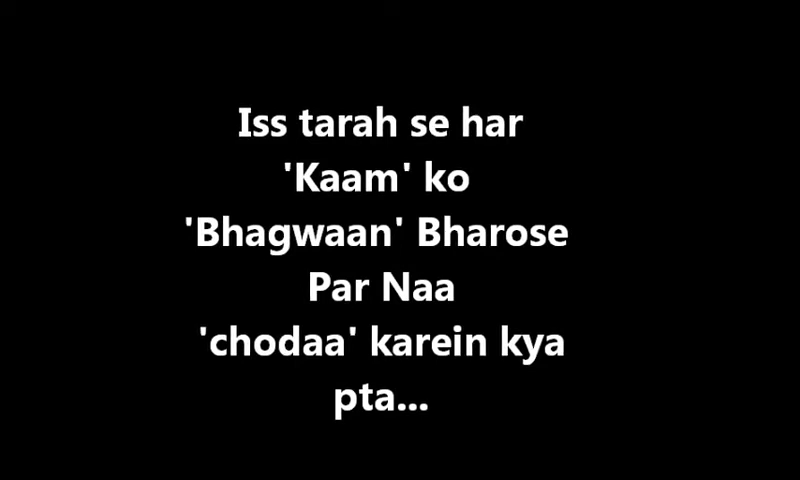 Iss tarah se har
'Kaam' ko
'Bhagwaan' Bharose
Par Naa
'chodaa' karein kya
pta...